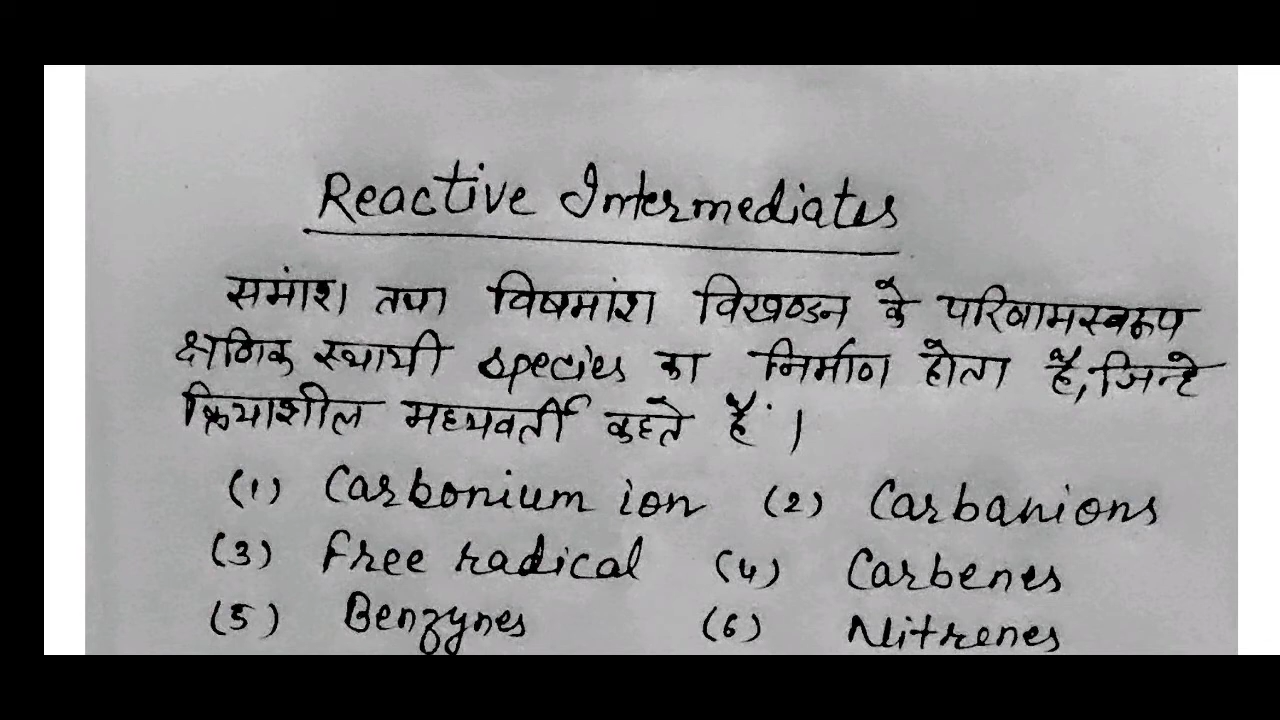 Reactive Intermediates
समांश तथा विषमांश विखण्डन के परिणामस्वरूप
क्षणिक स्थायी species का निर्माण होता है, जिन्हे
क्रियाशील मध्यवर्ती कहते हैं ।
(1) Carbonium ion (2) Carbanions
(3) Free radical (4) Carbenes
(5) Benzynes (6) Nitrenes